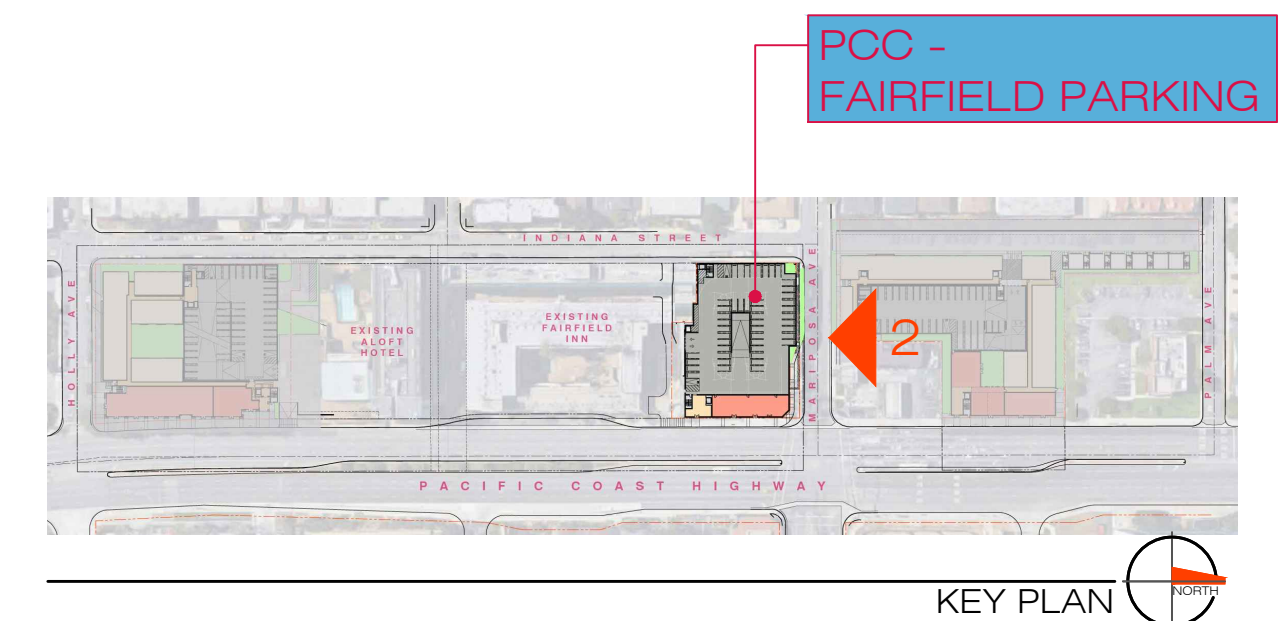 PCC -
FAIRFIELD PARKING
INDIANA STREET
HOLLY AVE
EXISTING
ALOFT
HOTEL
EXISTING
FAIRFIELD
INN
MARIPOSA AVE
2
PALM AVE
PACIFIC COAST HIGHWAY
KEY PLAN
NORTH